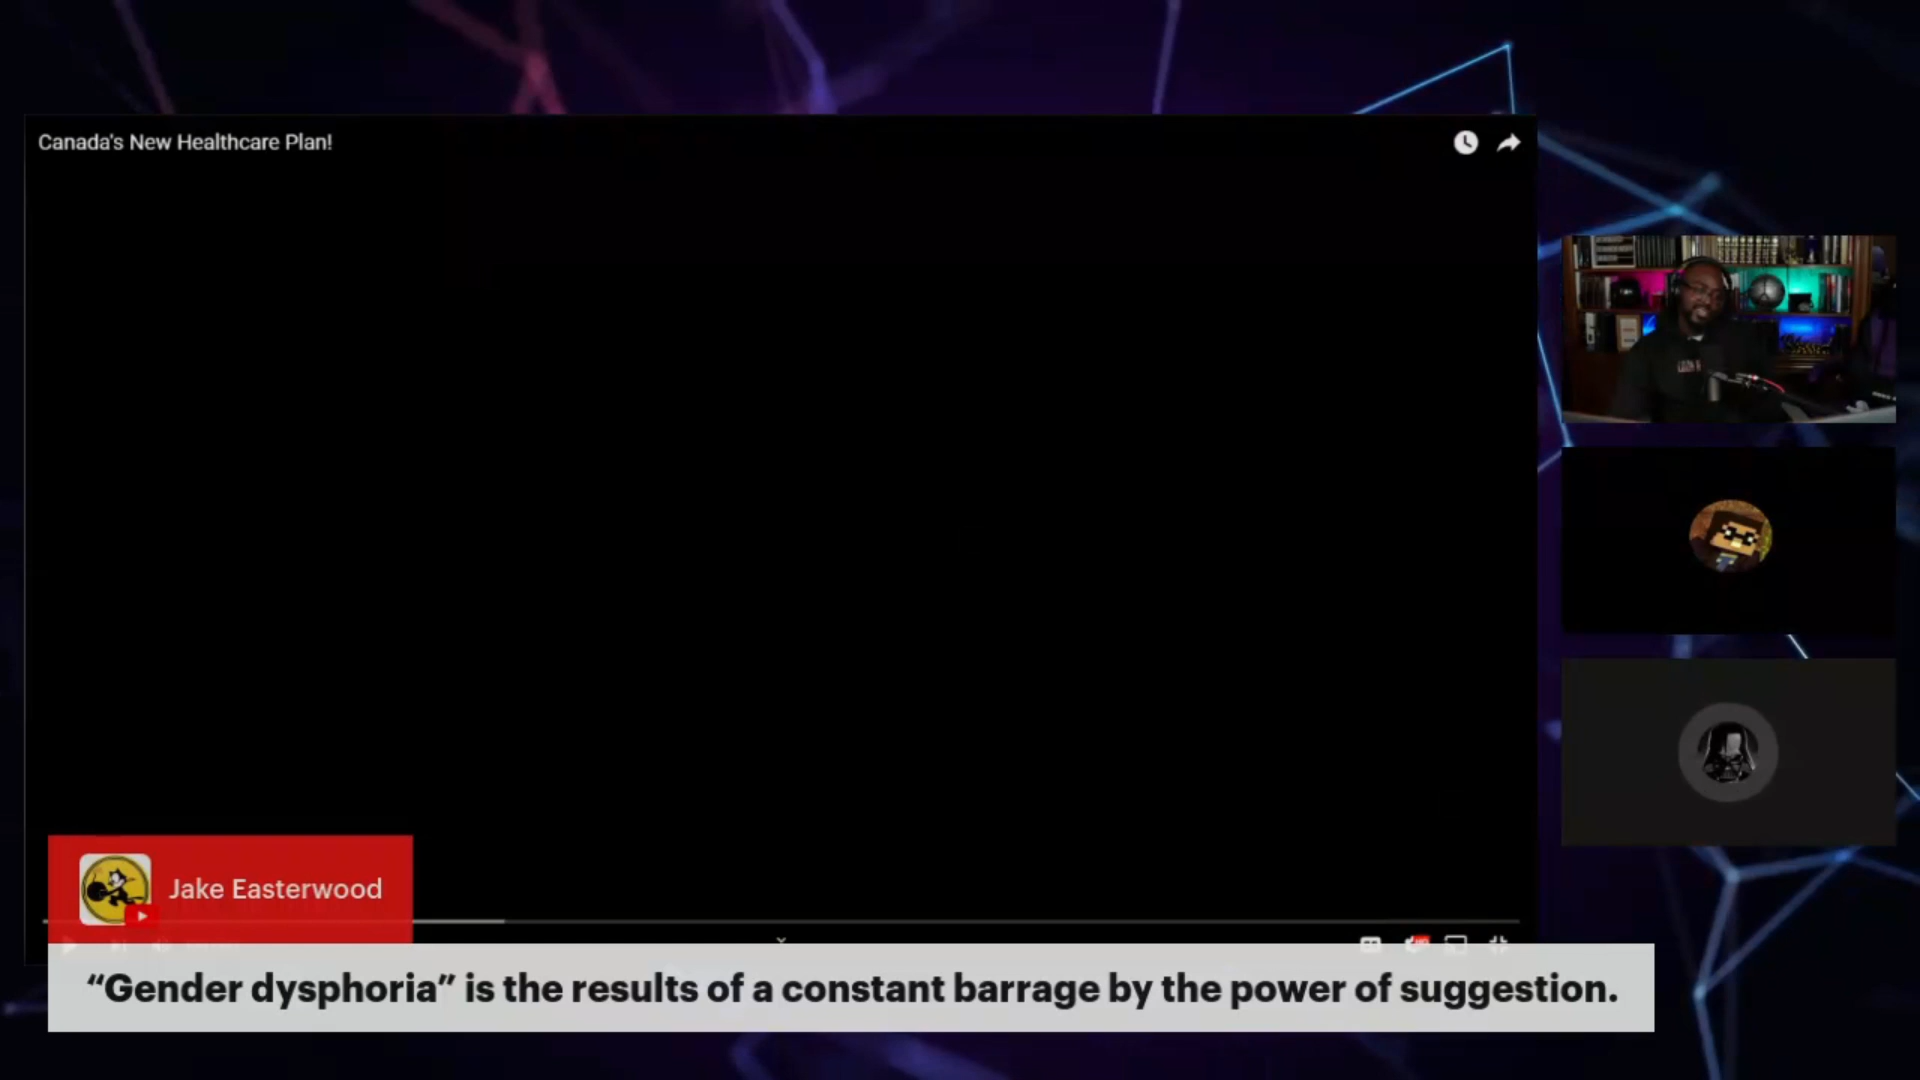 Canada's New Healthcare Plan!
Jake Easterwood
“Gender dysphoria” is the results of a constant barrage by the power of suggestion.